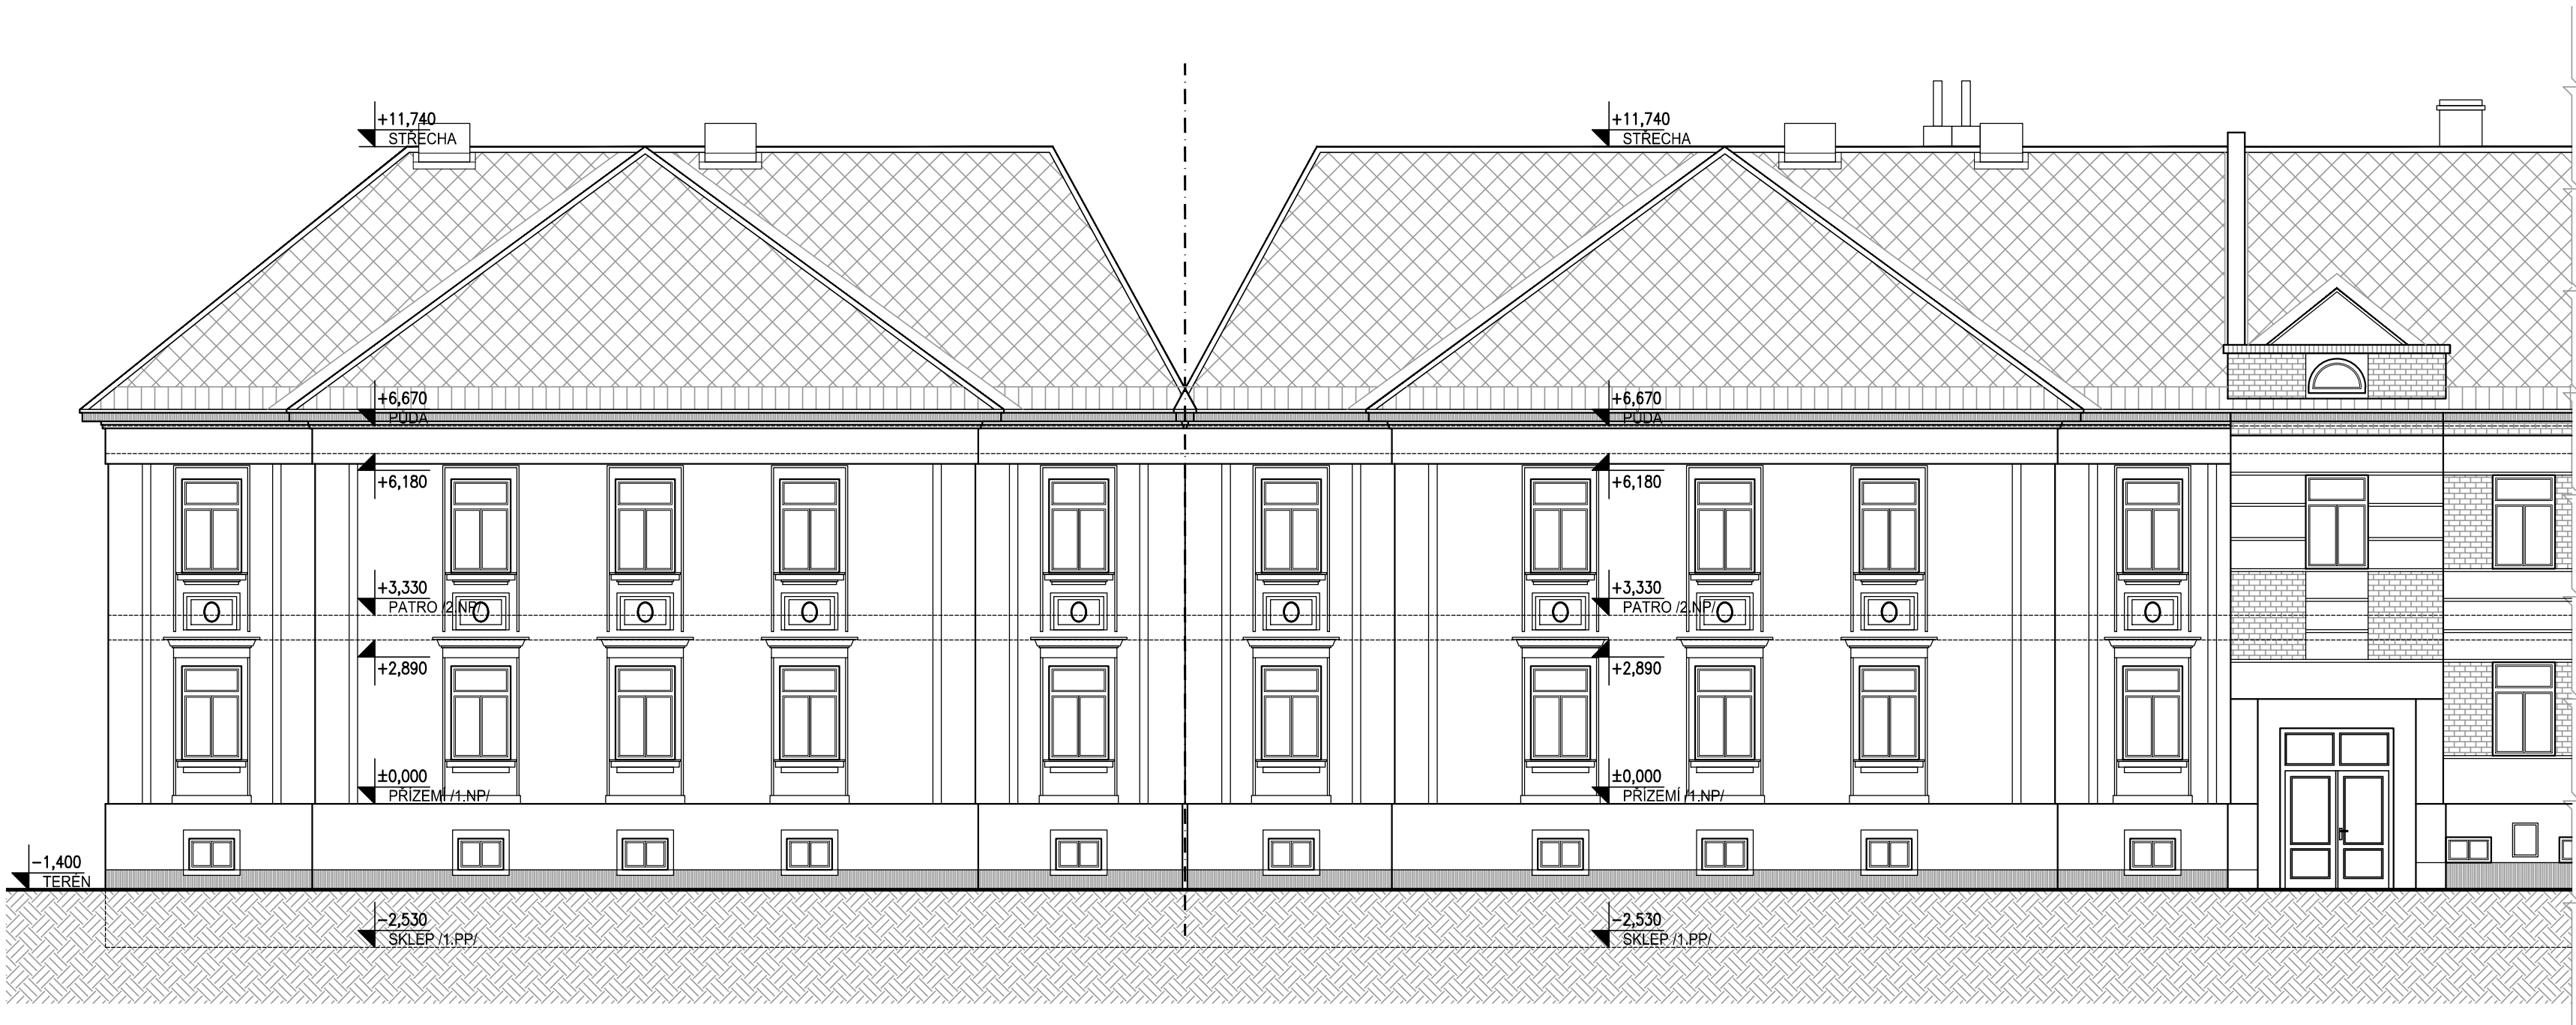 +11,740
STŘECHA
+11,740
STŘECHA
+6,670
PŮDA
+6,670
PŮDA
+6,180
+6,180
+3,330
PATRO /2.NP/
+3,330
PATRO /2.NP/
+2,890
+2,890
±0,000
PŘÍZEMÍ /1.NP/
±0,000
PŘÍZEMÍ /1.NP/
−1,400
TERÉN
−2,530
SKLEP /1.PP/
−2,530
SKLEP /1.PP/